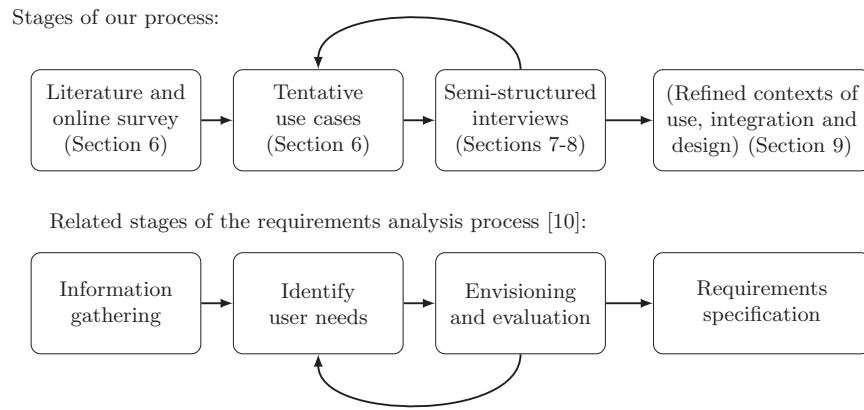 Stages of our process:
Literature and
online survey
(Section 6)
Tentative
use cases
(Section 6)
Semi-structured
interviews
(Sections 7-8)
(Refined contexts of
use, integration and
design) (Section 9)
Related stages of the requirements analysis process [10]:
Information
gathering
Identify
user needs
Envisioning
and evaluation
Requirements
specification